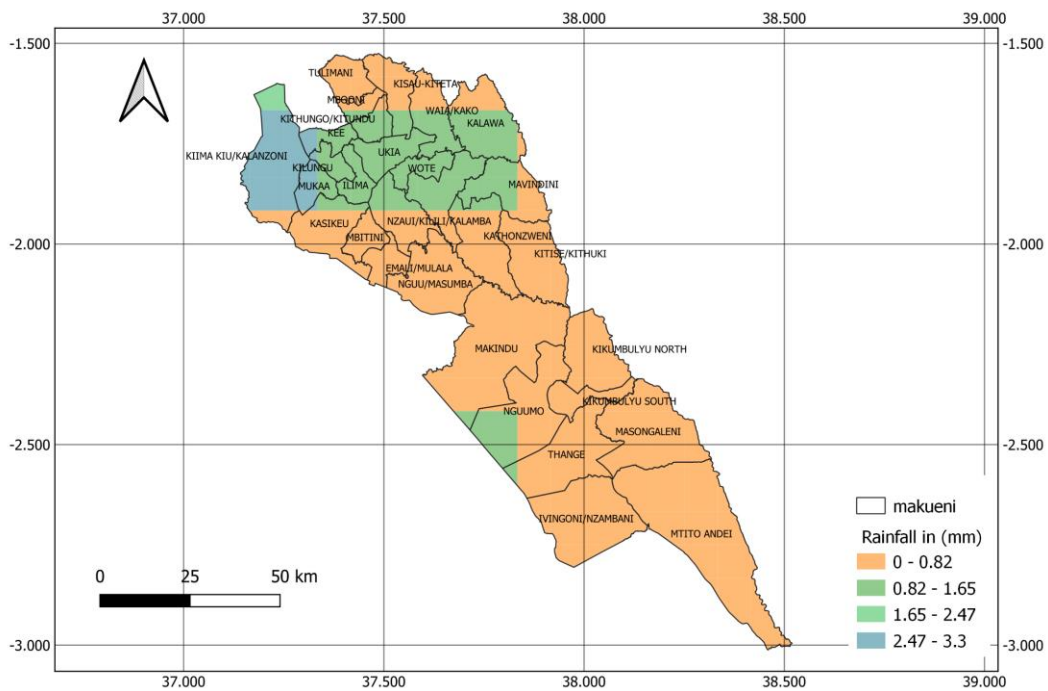 37.000 37.500 38.000 38.500 39.000
-1.500 -1.500
TULIMANI
KISAU-KITETA
MBOONI
WAIA/KAKO
KITHUNGO/KITUNDU
KALAWA
KEE
UKIA
KIIMA KIU/KALANZONI
KILUNGU
WOTE
MUKAA
ILIMA
MAVINDINI
KASIKEU
NZAUI/KILILI/KALAMBA
MBITINI
KATHONZWENI
-2.000 -2.000
KITISE/KITHUKI
EMALI/MULALA
NGUU/MASUMBA
MAKINDU
KIKUMBULYU NORTH
KIKUMBULYU SOUTH
NGUUMO
MASONGALENI
-2.500 -2.500
THANGE
IVINGONI/NZAMBANI
MTITO ANDEI
makueni
Rainfall in (mm)
0 - 0.82
0.82 - 1.65
1.65 - 2.47
2.47 - 3.3
0 25 50 km
-3.000 -3.000
37.000 37.500 38.000 38.500 39.000